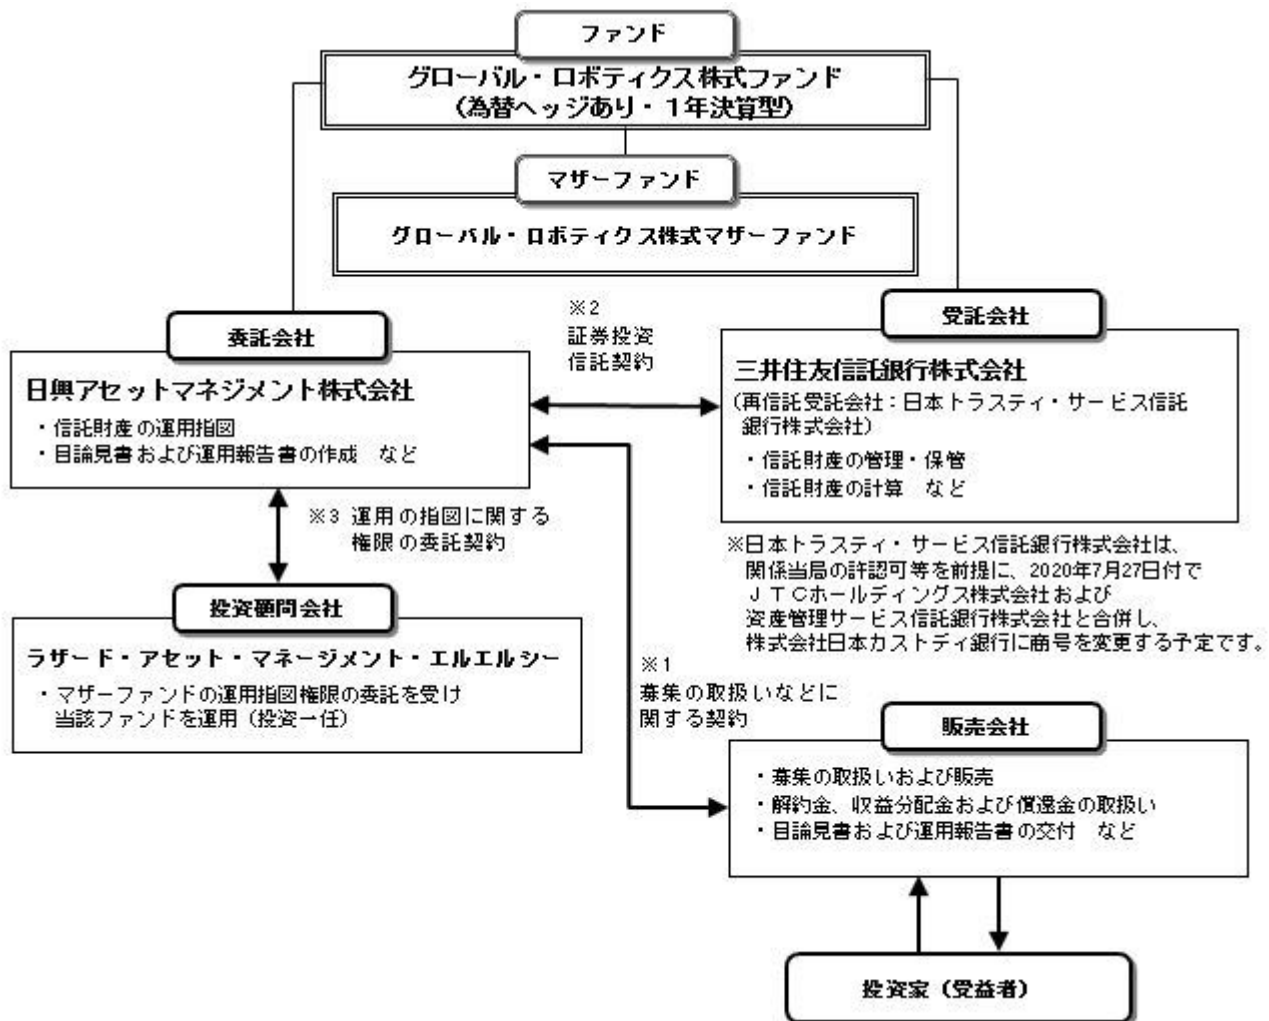 ファンド
グローバル・ロボティクス株式ファンド
(為替ヘッジあり・1年決算型)
マザーファンド
グローバル・ロボティクス株式マザーファンド
委託会社
日興アセットマネジメント株式会社
・信託財産の運用指図
・目論見書および運用報告書の作成 など
※2
証券投資
信託契約
受託会社
三井住友信託銀行株式会社
(再信託受託会社:日本トラスティ・サービス信託
銀行株式会社)
・信託財産の管理・保管
・信託財産の計算 など
※日本トラスティ・サービス信託銀行株式会社は、
関係当局の許認可等を前提に、2020年7月27日付で
JTCホールディングス株式会社および
資産管理サービス信託銀行株式会社と合併し、
株式会社日本カストディ銀行に商号を変更する予定です。
※3 運用の指図に関する
権限の委託契約
投資顧問会社
ラザード・アセット・マネージメント・エルエルシー
・マザーファンドの運用指図権限の委託を受け
当該ファンドを運用(投資一任)
※1
募集の取扱いなどに
関する契約
販売会社
・募集の取扱いおよび販売
・解約金、収益分配金および償還金の取扱い
・目論見書および運用報告書の交付 など
投資家(受益者)